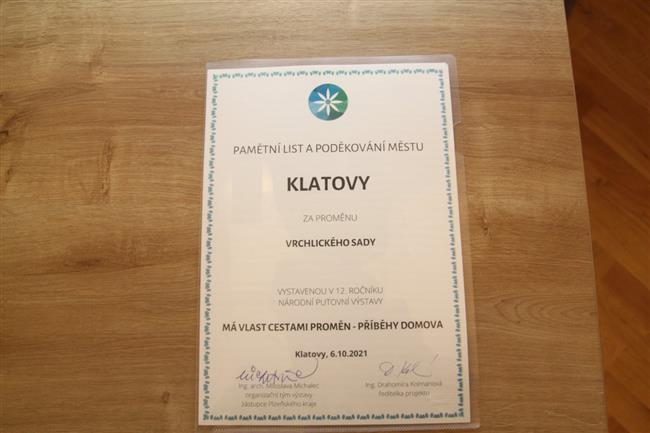 PAMĚTNÍ LIST A PODĚKOVÁNÍ MĚSTU
KLATOVY
ZA PROMĚNU
VRCHLICKÉHO SADY
VYSTAVENOU V 12. ROČNÍKU
NÁRODNÍ PUTOVNÍ VÝSTAVY
MÁ VLAST CESTAMI PROMĚN - PŘÍBĚHY DOMOVA
Klatovy, 6.10.2021
Ing. arch. Miloslava Michalec
organizační tým výstavy
zástupce Plzeňského kraje
Ing. Drahomíra Kolmanová
ředitelka projektu